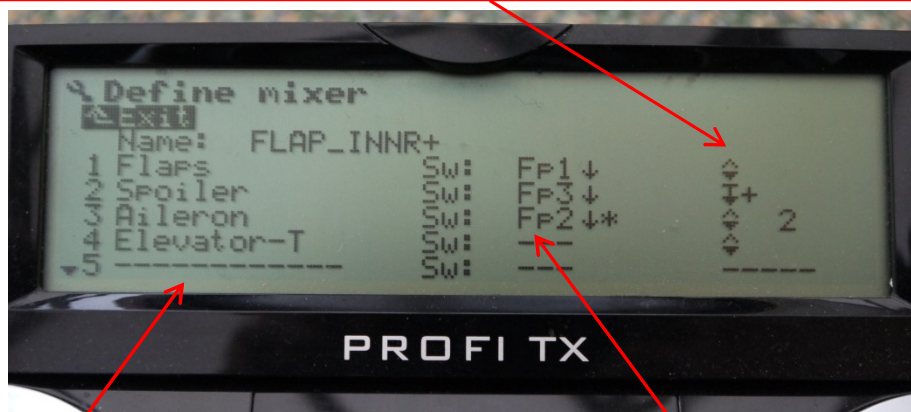 Define mixer
Exit
Name: FLAP_INNR+
1 Flaps Sw: Fp1↓
2 Spoiler Sw: Fp3↓ +
3 Aileron Sw: Fp2↓* 2
4 Elevator-T Sw: ---
5 ------------- Sw: --- -----
PROFI TX